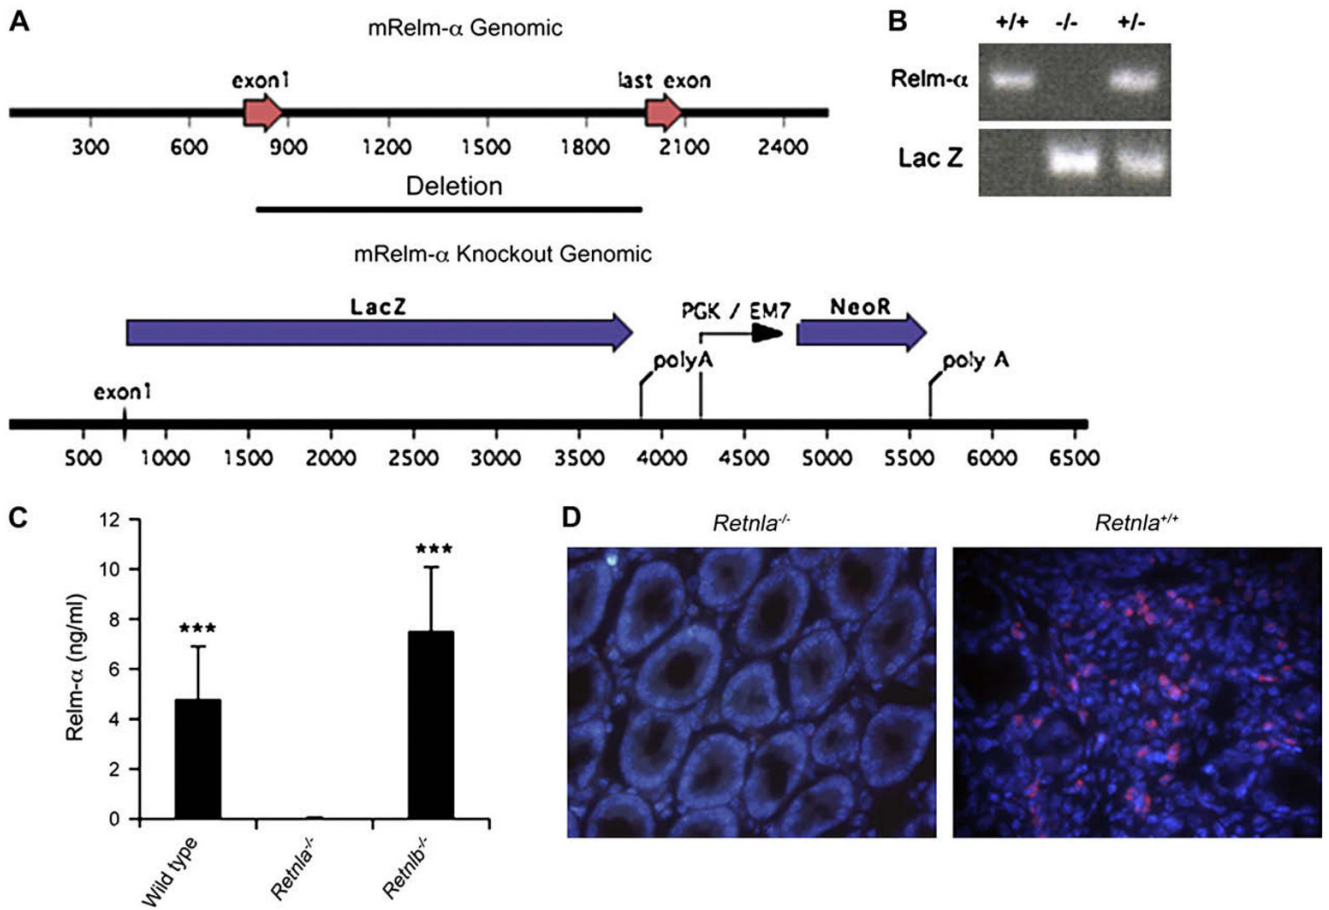 A
mRelm-α Genomic
exon1
last exon
300 600 900 1200 1500 1800 2100 2400
Deletion
mRelm-α Knockout Genomic
LacZ
PGK / EM7
NeoR
polyA
poly A
exon1
500 1000 1500 2000 2500 3000 3500 4000 4500 5000 5500 6000 6500
B
+/+ -/- +/-
Relm-α
Lac Z
C
12
10
8
6
4
2
0
Relm-α (ng/ml)
***
***
Wild type
Retnla-/-
Retnlb-/-
D
Retnla-/-
Retnla+/+